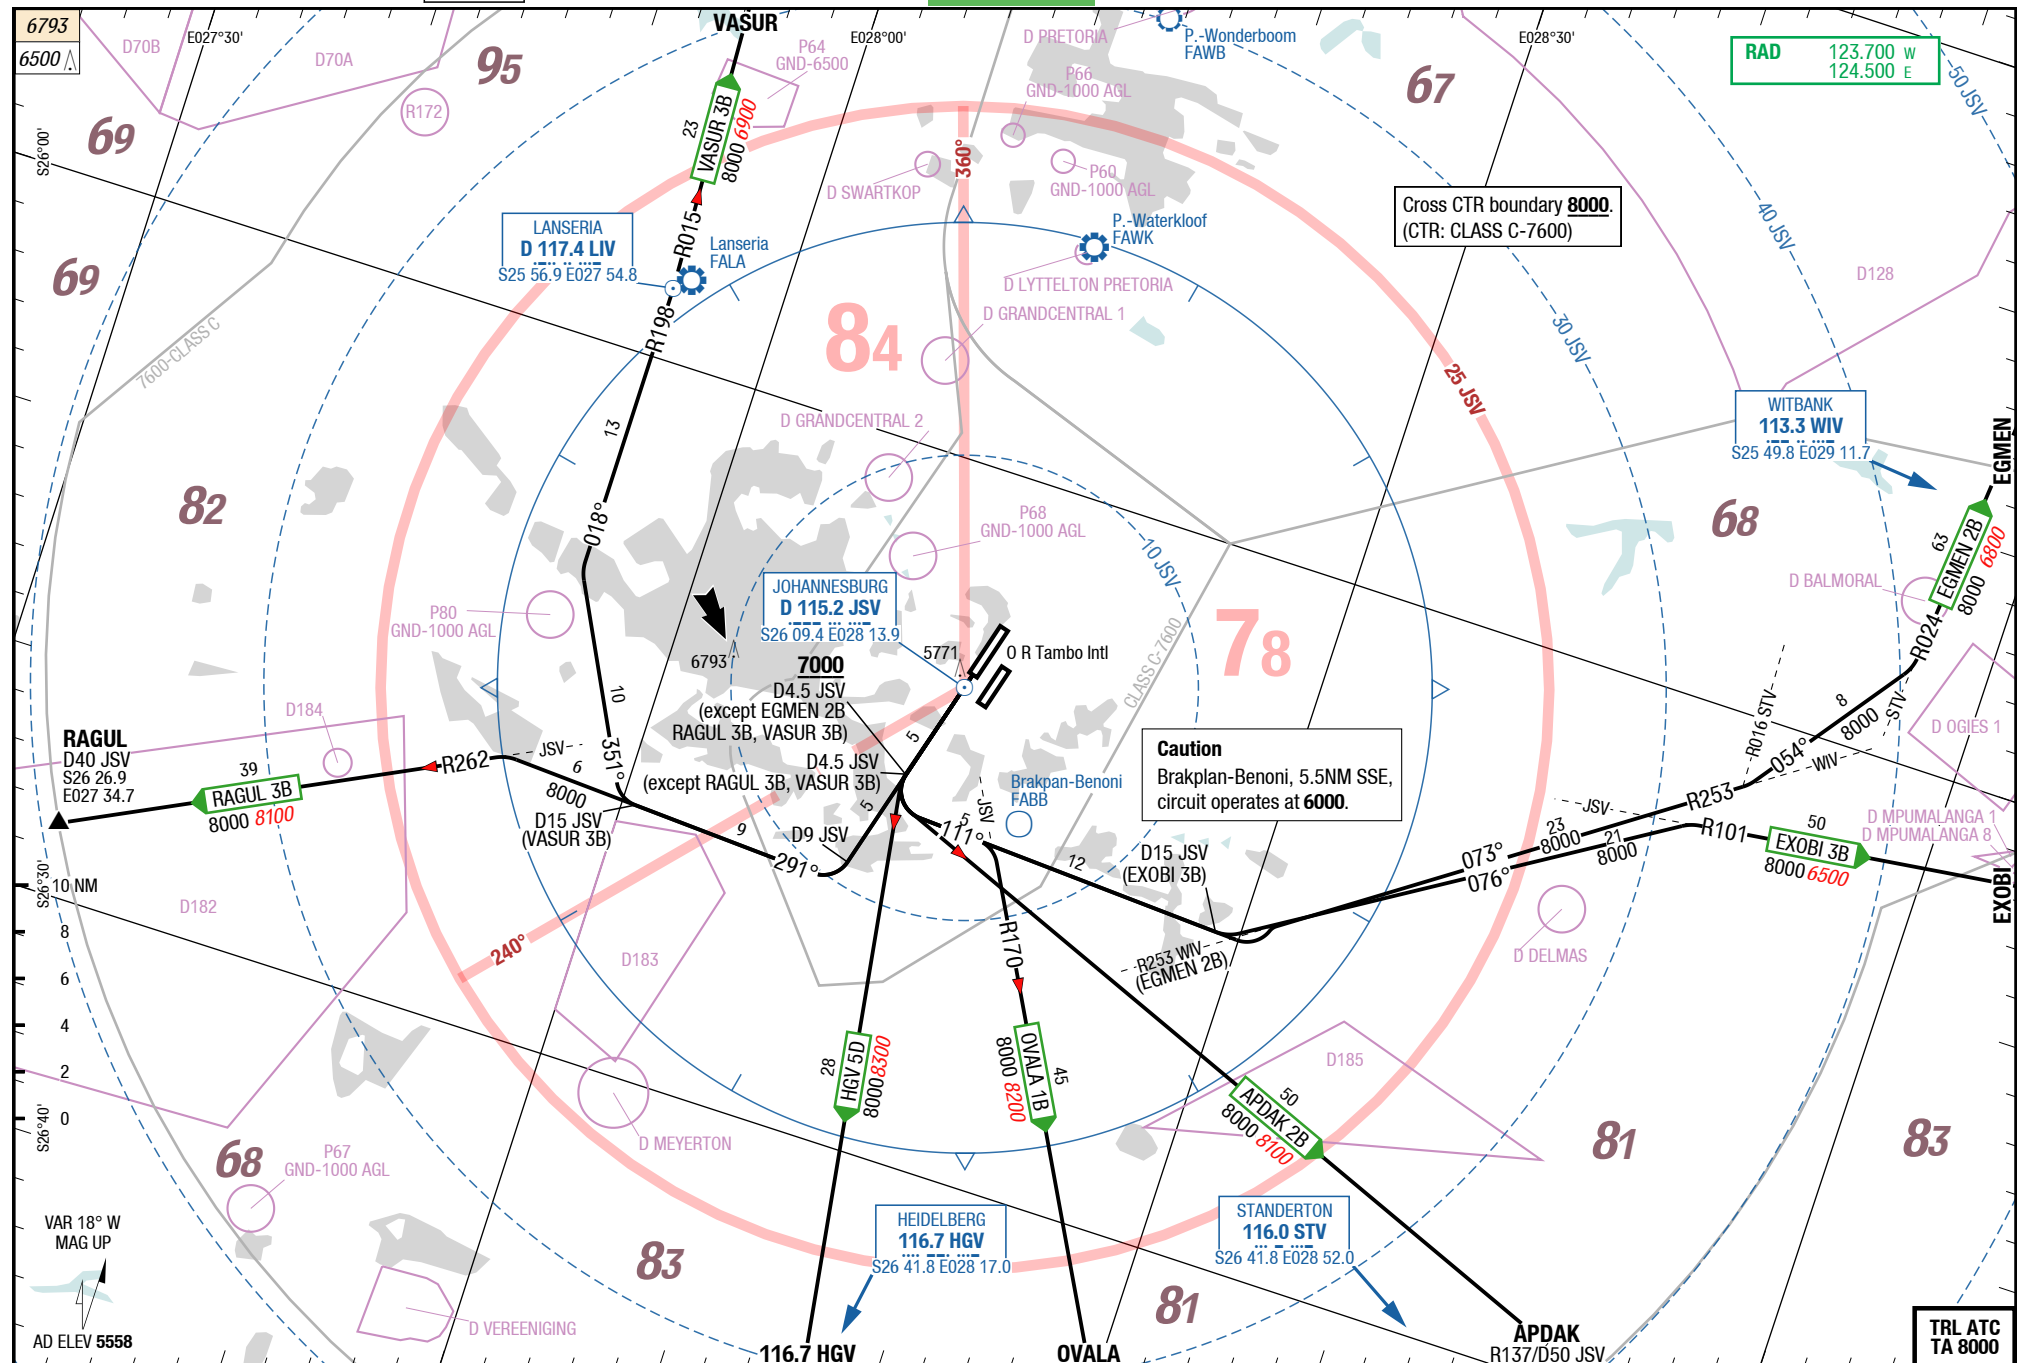 6793
6500
D70B
E027°30'
D70A
95
VASUR
E028°00'
P64
GND-6500
D PRETORIA
P.-Wonderboom
FAWB
E028°30'
RAD 123.700 W
124.500 E
50 JSV
67
P66
GND-1000 AGL
R172
69
S26°00'
23
VASUR 3B
8000 6900
360°
D SWARTKOP
P60
GND-1000 AGL
Cross CTR boundary 8000.
(CTR: CLASS C-7600)
40 JSV
LANSERIA
D 117.4 LIV
S25 56.9 E027 54.8
R015
Lanseria
FALA
P.-Waterkloof
FAWK
D LYTTELTON PRETORIA
D128
69
7600-CLASS C
R198
84
D GRANDCENTRAL 1
30 JSV
25 JSV
WITBANK
113.3 WIV
S25 49.8 E029 11.7
EGMEN
13
D GRANDCENTRAL 2
82
018°
P68
GND-1000 AGL
10 JSV
68
63
EGMEN 2B
8000 6800
D BALMORAL
P80
GND-1000 AGL
JOHANNESBURG
D 115.2 JSV
S26 09.4 E028 13.9
78
CLASS C-7600
R024
6793
5771
O R Tambo Intl
7000
D4.5 JSV
(except EGMEN 2B
RAGUL 3B, VASUR 3B)
10
351°
5
D4.5 JSV
(except RAGUL 3B, VASUR 3B)
5
D184
RAGUL
D40 JSV
S26 26.9
E027 34.7
39
RAGUL 3B
8000 8100
R262
JSV
6
8000
D15 JSV
(VASUR 3B)
9
D9 JSV
291°
JSV
5
111°
Brakpan-Benoni
FABB
Caution
Brakplan-Benoni, 5.5NM SSE,
circuit operates at 6000.
R016 STV
8
8000
STV
054°
WIV
D OGIES 1
R253
JSV
23
8000
21
8000
R101
50
EXOBI 3B
8000 6500
D MPUMALANGA 1
D MPUMALANGA 8
EXOBI
12
D15 JSV
(EXOBI 3B)
073°
076°
S26°30'
10 NM
8
6
4
2
0
D182
240°
D183
R170
R253 WIV
(EGMEN 2B)
D DELMAS
28
HGV 5D
8000 8300
OVALA 1B
8000 8200
45
D185
50
APDAK 2B
8000 8100
S26°40'
D MEYERTON
81
83
68
P67
GND-1000 AGL
VAR 18° W
MAG UP
AD ELEV 5558
83
D VEREENIGING
HEIDELBERG
116.7 HGV
S26 41.8 E028 17.0
STANDERTON
116.0 STV
S26 41.8 E028 52.0
81
116.7 HGV
OVALA
APDAK
R137/D50 JSV
TRL ATC
TA 8000